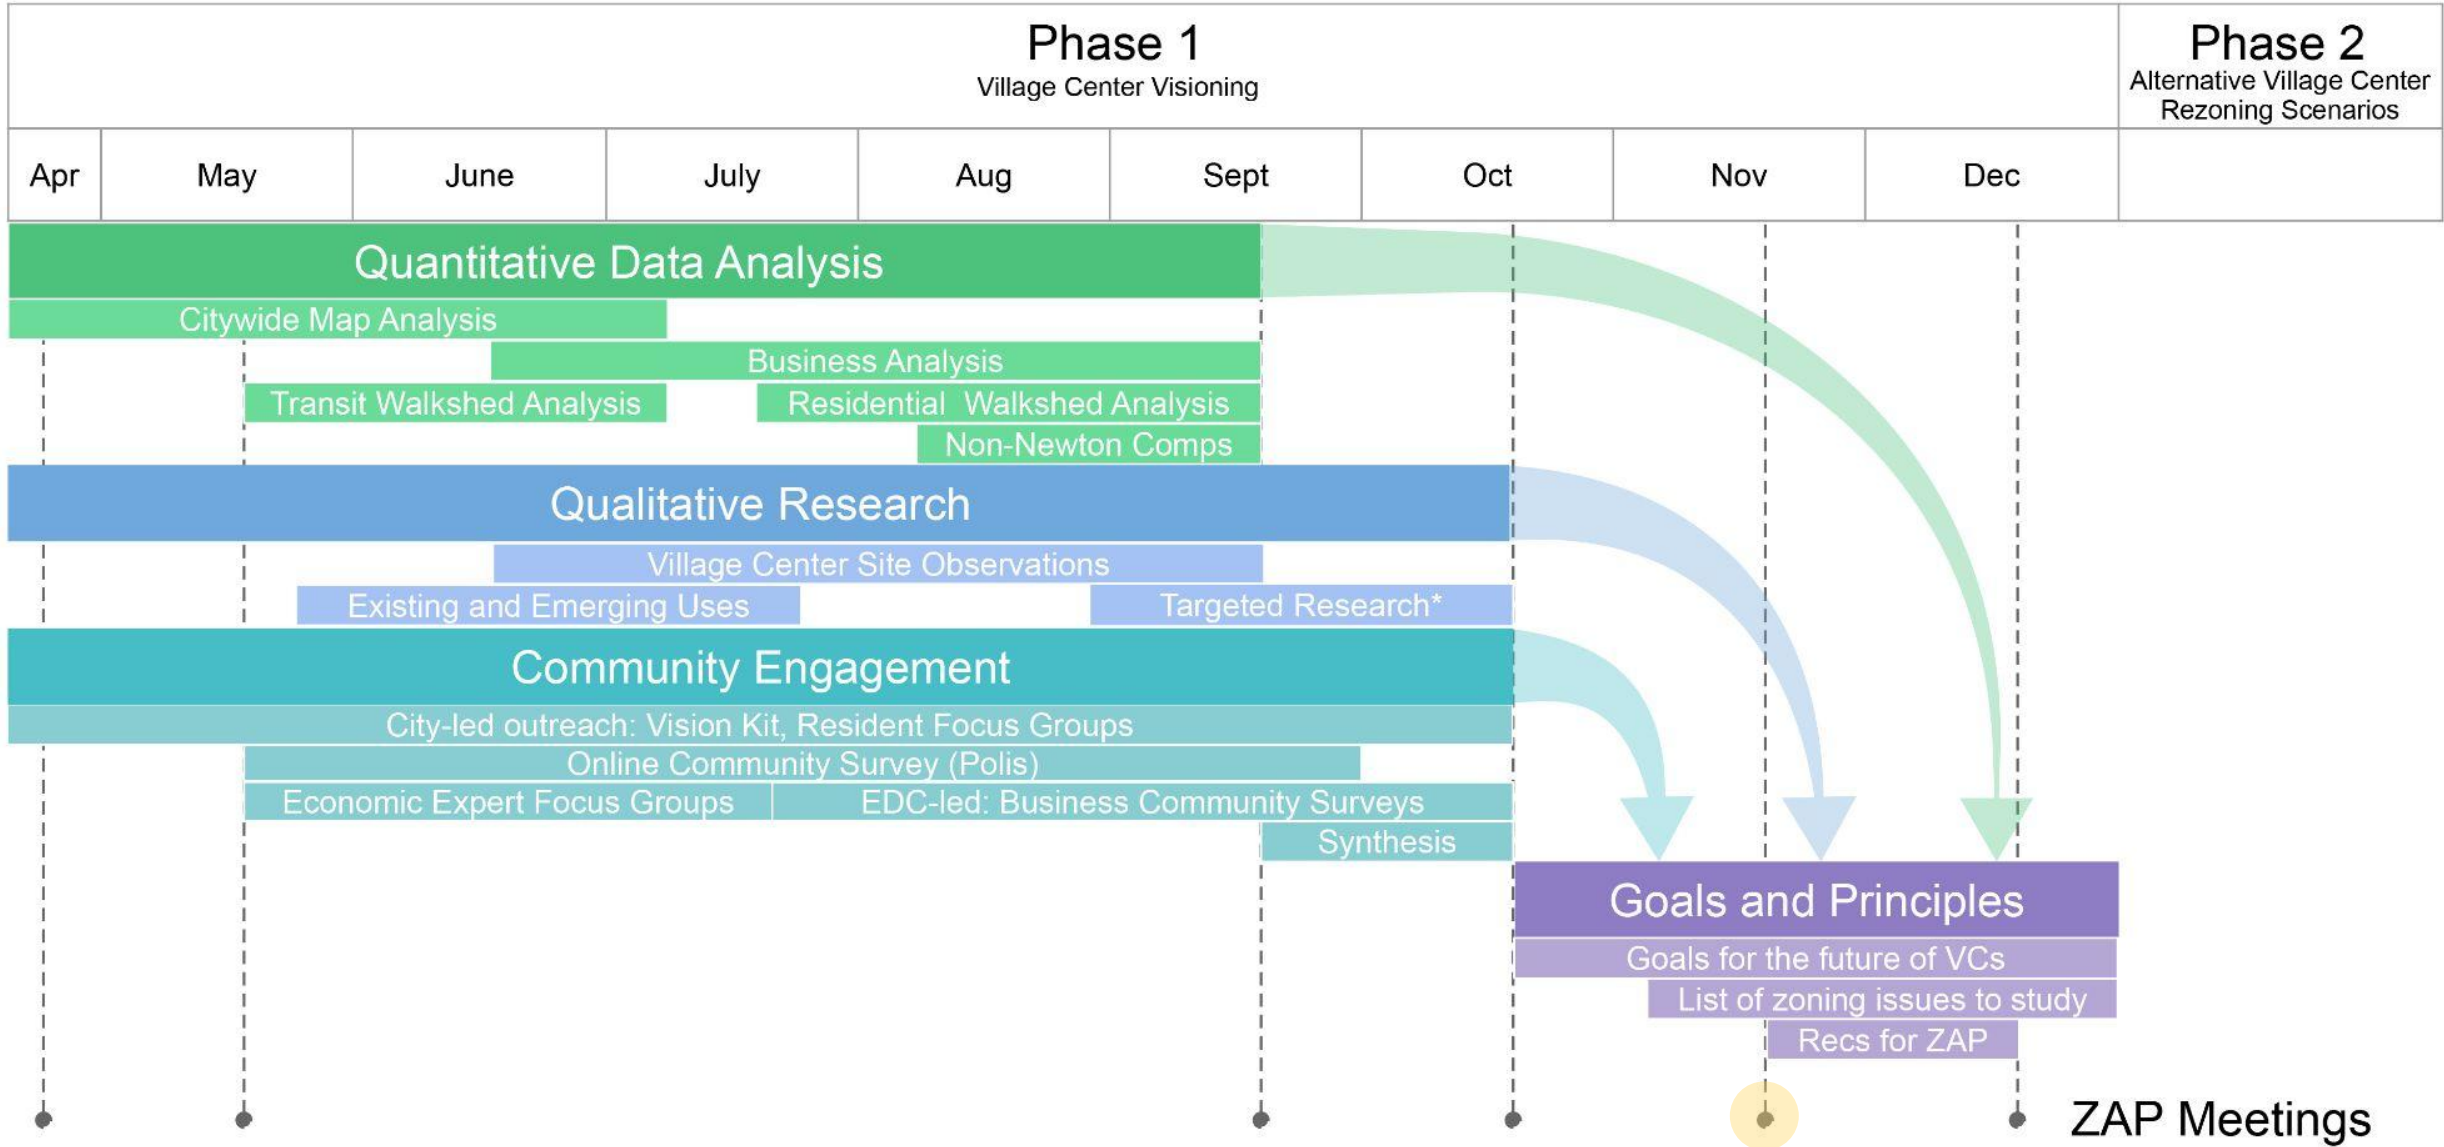 Phase 1
Village Center Visioning
Phase 2
Alternative Village Center
Rezoning Scenarios
Apr
May
June
July
Aug
Sept
Oct
Nov
Dec
Quantitative Data Analysis
Citywide Map Analysis
Business Analysis
Transit Walkshed Analysis
Residential Walkshed Analysis
Non-Newton Comps
Qualitative Research
Village Center Site Observations
Existing and Emerging Uses
Targeted Research*
Community Engagement
City-led outreach: Vision Kit, Resident Focus Groups
Online Community Survey (Polis)
Economic Expert Focus Groups
EDC-led: Business Community Surveys
Synthesis
Goals and Principles
Goals for the future of VCs
List of zoning issues to study
Recs for ZAP
ZAP Meetings